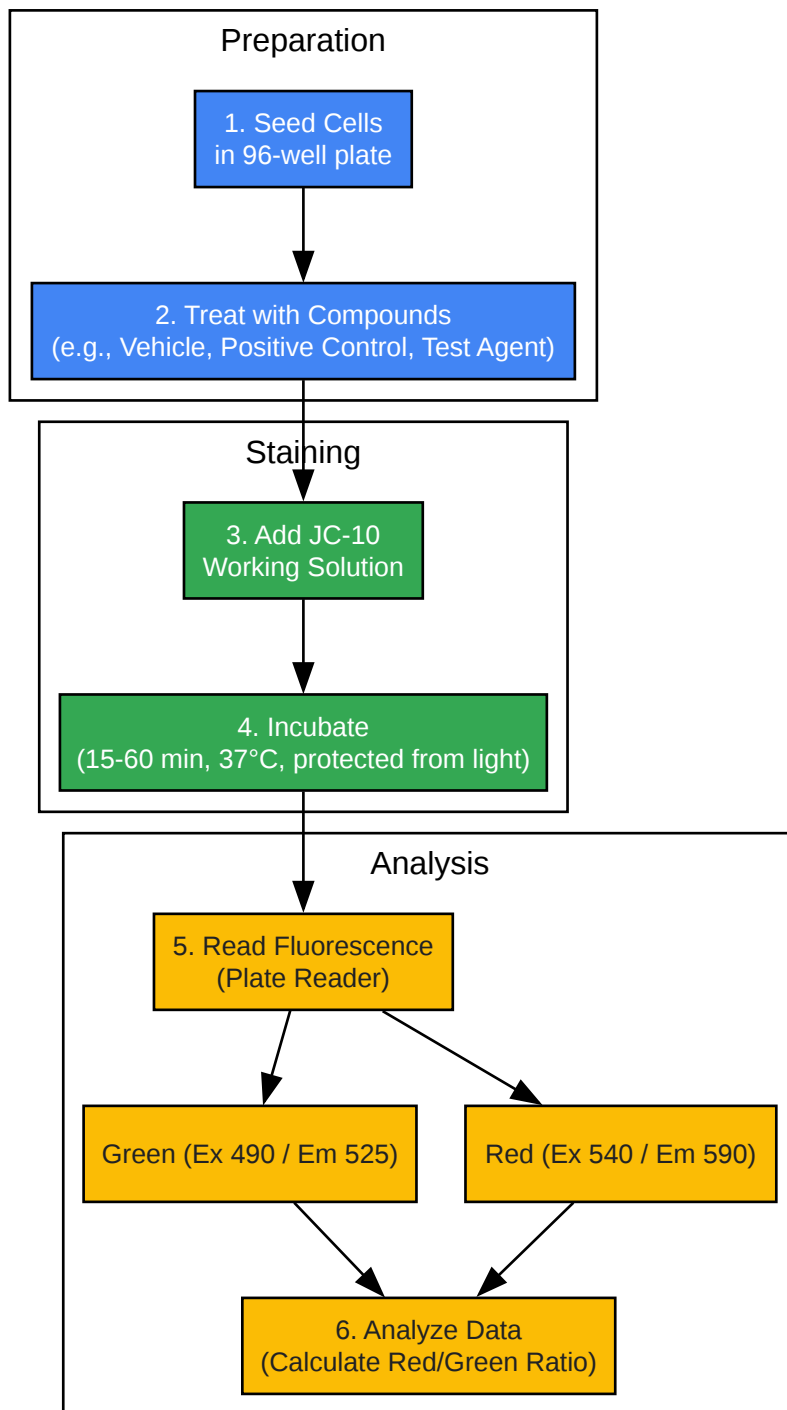 Preparation
1. Seed Cells
in 96-well plate
2. Treat with Compounds
(e.g., Vehicle, Positive Control, Test Agent)
Staining
3. Add JC-10
Working Solution
4. Incubate
(15-60 min, 37°C, protected from light)
Analysis
5. Read Fluorescence
(Plate Reader)
Green (Ex 490 / Em 525)
Red (Ex 540 / Em 590)
6. Analyze Data
(Calculate Red/Green Ratio)